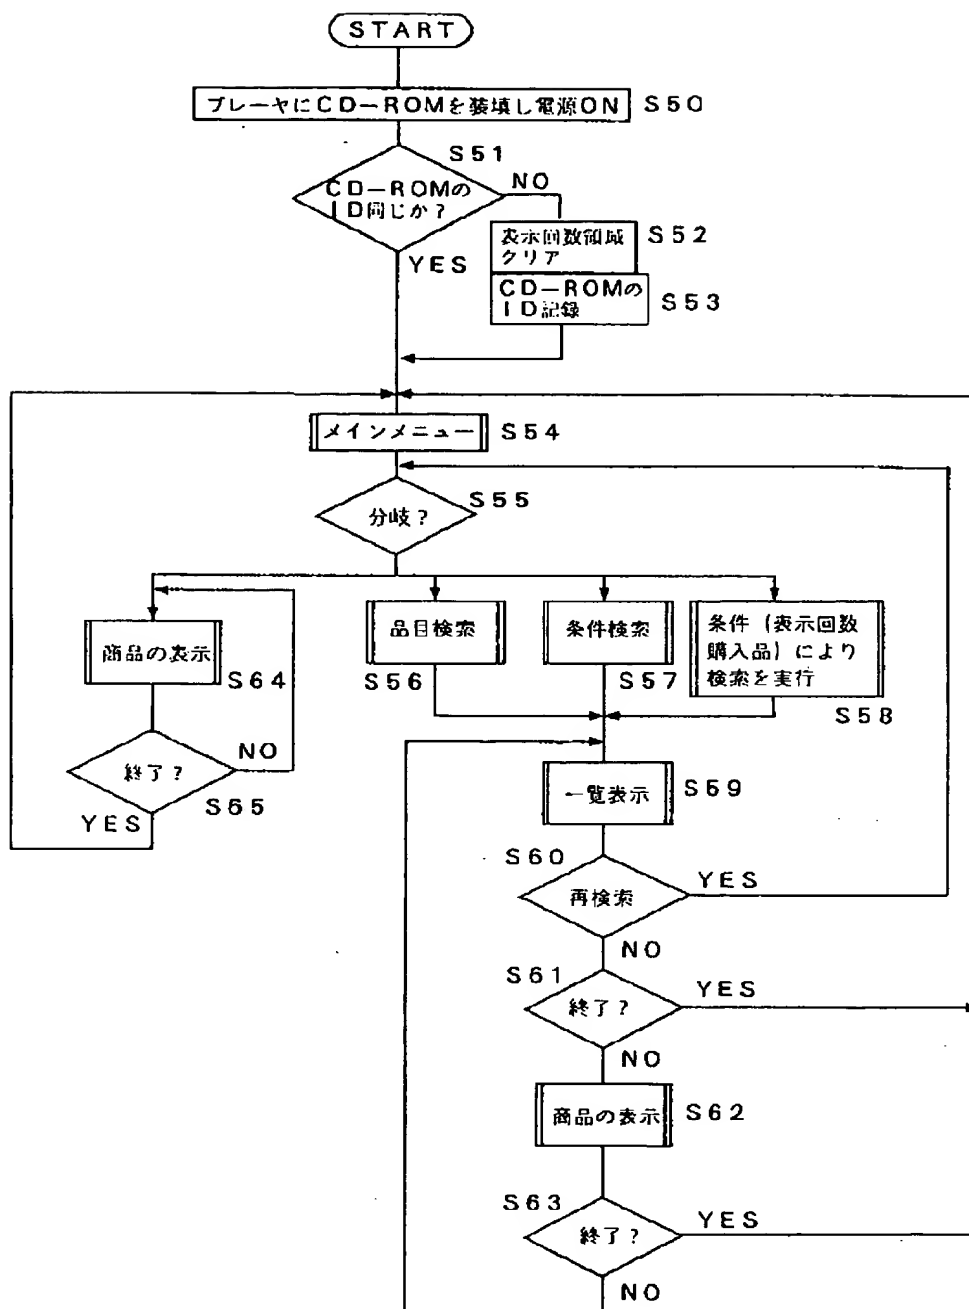 START
プレーヤにCD-ROMを装填し電源ON S50
S51
CD-ROMの
ID同じか?
NO
YES
表示回数領域
クリア
S52
CD-ROMの
ID記録
S53
メインメニュー S54
分岐? S55
商品の表示
S64
品目検索
S56
条件検索
S57
条件(表示回数
購入品)により
検索を実行
S58
終了?
NO
S65
YES
一覧表示 S59
S60
再検索
YES
NO
S61
終了?
YES
NO
商品の表示 S62
S63
終了?
YES
NO